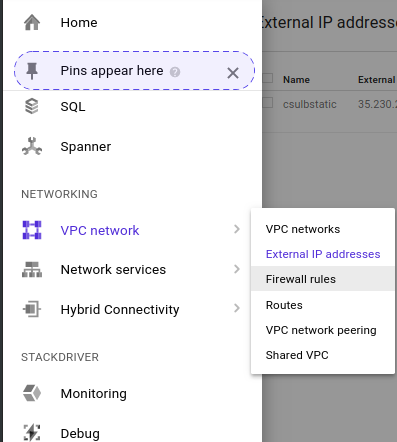 Home
External IP addresse
Pins appear here
Name
External
SQL
csulbstatic
35.230.2
Spanner
NETWORKING
VPC network
VPC networks
External IP addresses
Network services
Firewall rules
Hybrid Connectivity
Routes
VPC network peering
STACKDRIVER
Shared VPC
Monitoring
Debug